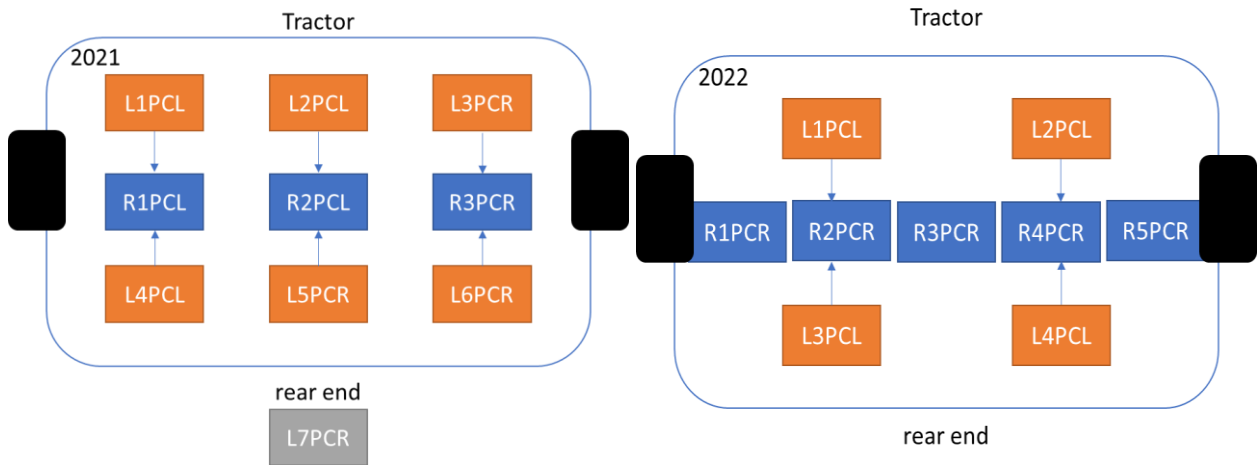 Tractor
2021
L1PCL L2PCL L3PCR
R1PCL R2PCL R3PCR
L4PCL L5PCR L6PCR
rear end
L7PCR
Tractor
2022
L1PCL L2PCL
R1PCR R2PCR R3PCR R4PCR R5PCR
L3PCL L4PCL
rear end